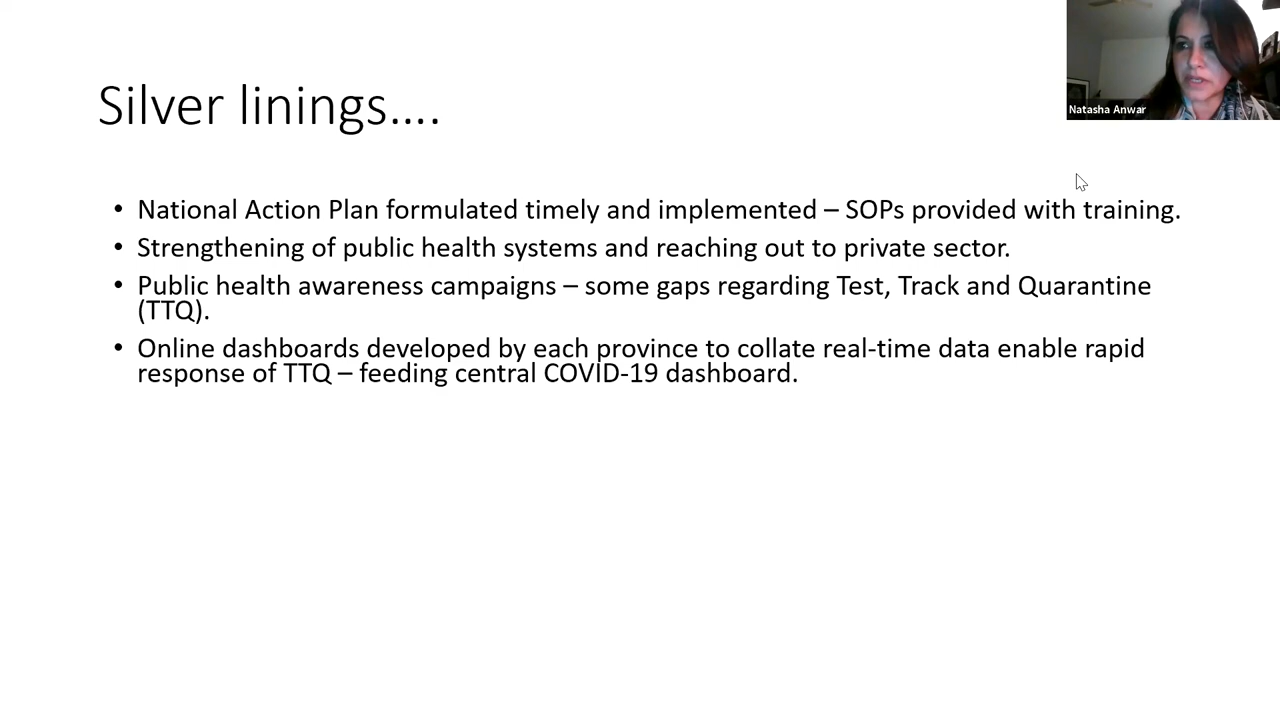 Silver linings....
Natasha Anwar
• National Action Plan formulated timely and implemented – SOPs provided with training.
• Strengthening of public health systems and reaching out to private sector.
• Public health awareness campaigns – some gaps regarding Test, Track and Quarantine
(TTQ).
• Online dashboards developed by each province to collate real-time data enable rapid
response of TTQ – feeding central COVID-19 dashboard.